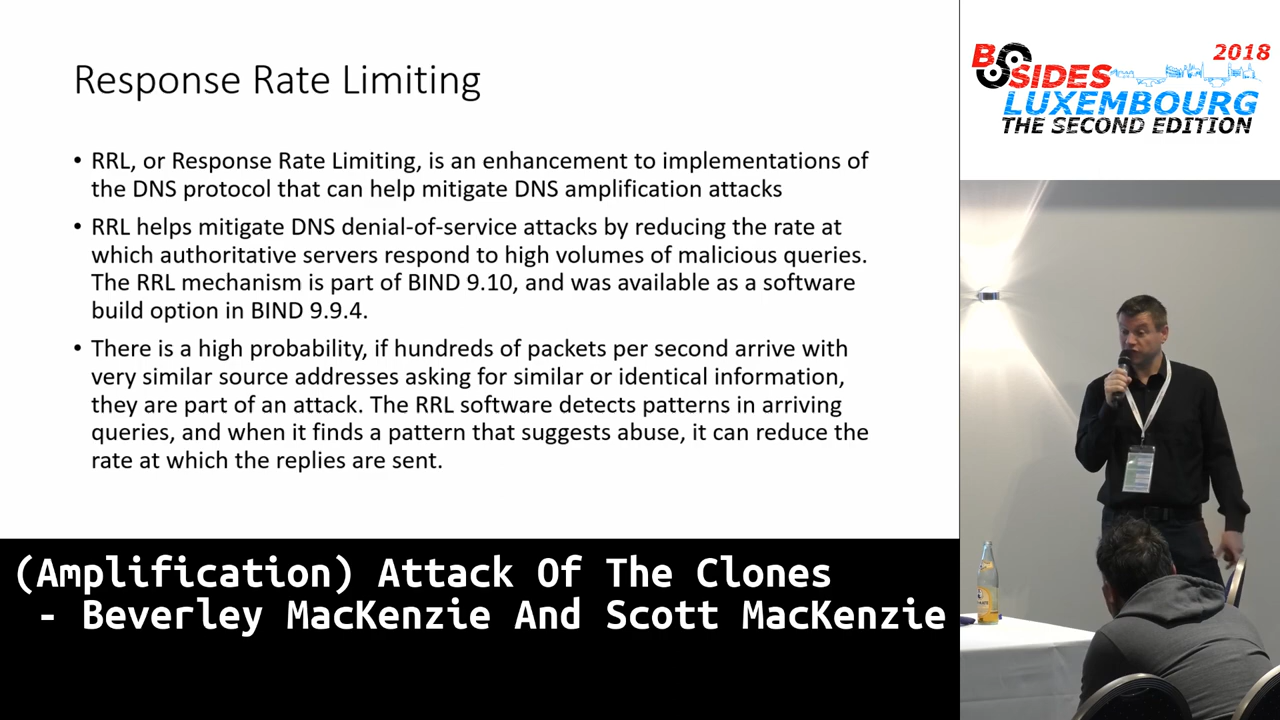 Response Rate Limiting
• RRL, or Response Rate Limiting, is an enhancement to implementations of
the DNS protocol that can help mitigate DNS amplification attacks
• RRL helps mitigate DNS denial-of-service attacks by reducing the rate at
which authoritative servers respond to high volumes of malicious queries.
The RRL mechanism is part of BIND 9.10, and was available as a software
build option in BIND 9.9.4.
• There is a high probability, if hundreds of packets per second arrive with
very similar source addresses asking for similar or identical information,
they are part of an attack. The RRL software detects patterns in arriving
queries, and when it finds a pattern that suggests abuse, it can reduce the
rate at which the replies are sent.
(Amplification) Attack Of The Clones
- Beverley MacKenzie And Scott MacKenzie
2018
BSIDES
LUXEMBOURG
THE SECOND EDITION